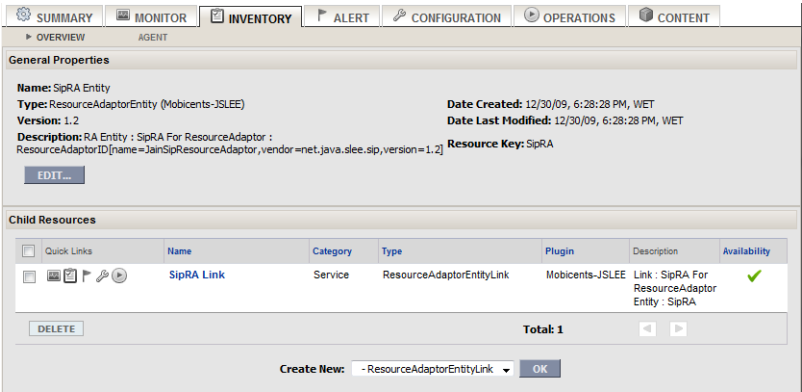 SUMMARY MONITOR INVENTORY ALERT CONFIGURATION OPERATIONS CONTENT
OVERVIEW AGENT
General Properties
Name: SipRA Entity
Type: ResourceAdaptorEntity (Mobicents-JSLEE)
Version: 1.2
Description: RA Entity : SipRA For ResourceAdaptor :
ResourceAdaptorID[name=JainSipResourceAdaptor,vendor=net.java.slee.sip,version=1.2]
Date Created: 12/30/09, 6:28:28 PM, WET
Date Last Modified: 12/30/09, 6:28:28 PM, WET
Resource Key: SipRA
EDIT...
Child Resources
Quick Links Name Category Type Plugin Description Availability
SipRA Link Service ResourceAdaptorEntityLink Mobicents-JSLEE Link : SipRA For
ResourceAdaptor
Entity : SipRA
DELETE Total: 1
Create New: - ResourceAdaptorEntityLink OK